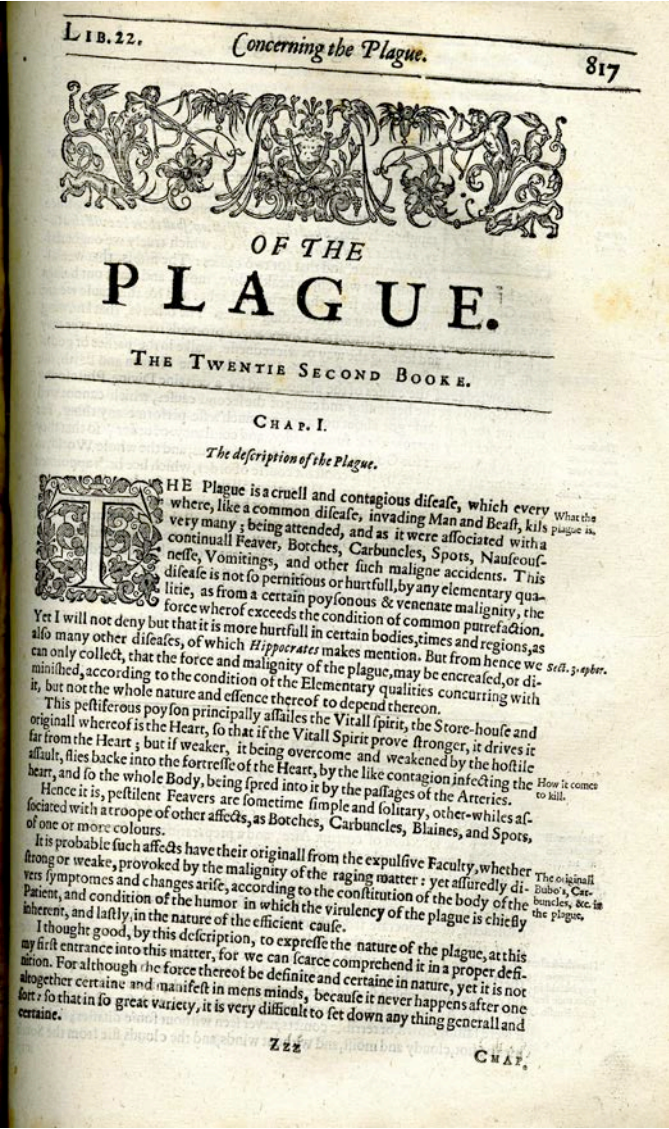 LIB.22. Concerning the Plague. 817
OF THE
PLAGUE.
THE TWENTIE SECOND BOOKE.
CHAP. I.
The description of the Plague.
THE Plague is a cruell and contagious disease, which every
where, like a common disease, invading Man and Beast, kils
very many; being attended, and as it were associated with a
continuall Feaver, Botches, Carbuncles, Spots, Nauseous-
nesse, Vomitings, and other such maligne accidents. This
disease is not so pernitious or hurtfull, by any elementary qua-
litie, as from a certain poysonous & venenate malignity, the
force wherof exceeds the condition of common putrefaction.
What the
plague is.
Yet I will not deny but that it is more hurtfull in certain bodies, times and regions, as
also many other diseases, of which Hippocrates makes mention. But from hence we
can only collect, that the force and malignity of the plague, may be encreased, or di-
minished, according to the condition of the Elementary qualities concurring with
it, but not the whole nature and essence thereof to depend thereon.
Sect. 3. aphor.
This pestiferous poyson principally assailes the Vitall spirit, the Store-house and
originall whereof is the Heart, so that if the Vitall Spirit prove stronger, it drives it
far from the Heart; but if weaker, it being overcome and weakened by the hostile
assault, flies backe into the fortresse of the Heart, by the like contagion infecting the
heart, and so the whole Body, being spred into it by the passages of the Arteries.
How it comes
to kill.
Hence it is, pestilent Feavers are sometime simple and solitary, other-whiles as-
sociated with a troope of other affects, as Botches, Carbuncles, Blaines, and Spots,
of one or more colours.
It is probable such affects have their originall from the expulsive Faculty, whether
strong or weake, provoked by the malignity of the raging matter: yet assuredly di-
vers symptomes and changes arise, according to the constitution of the body of the
Patient, and condition of the humor in which the virulency of the plague is chiefly
inherent, and lastly, in the nature of the efficient cause.
The originall
Bubo's, Car-
buncles, &c. in
the plague.
I thought good, by this description, to expresse the nature of the plague, at this
my first entrance into this matter, for we can scarce comprehend it in a proper defi-
nition. For although the force thereof be definite and certaine in nature, yet it is not
altogether certaine and manifest in mens minds, because it never happens after one
sort: so that in so great variety, it is very difficult to set down any thing generall and
certaine.
Zzz CHAP.